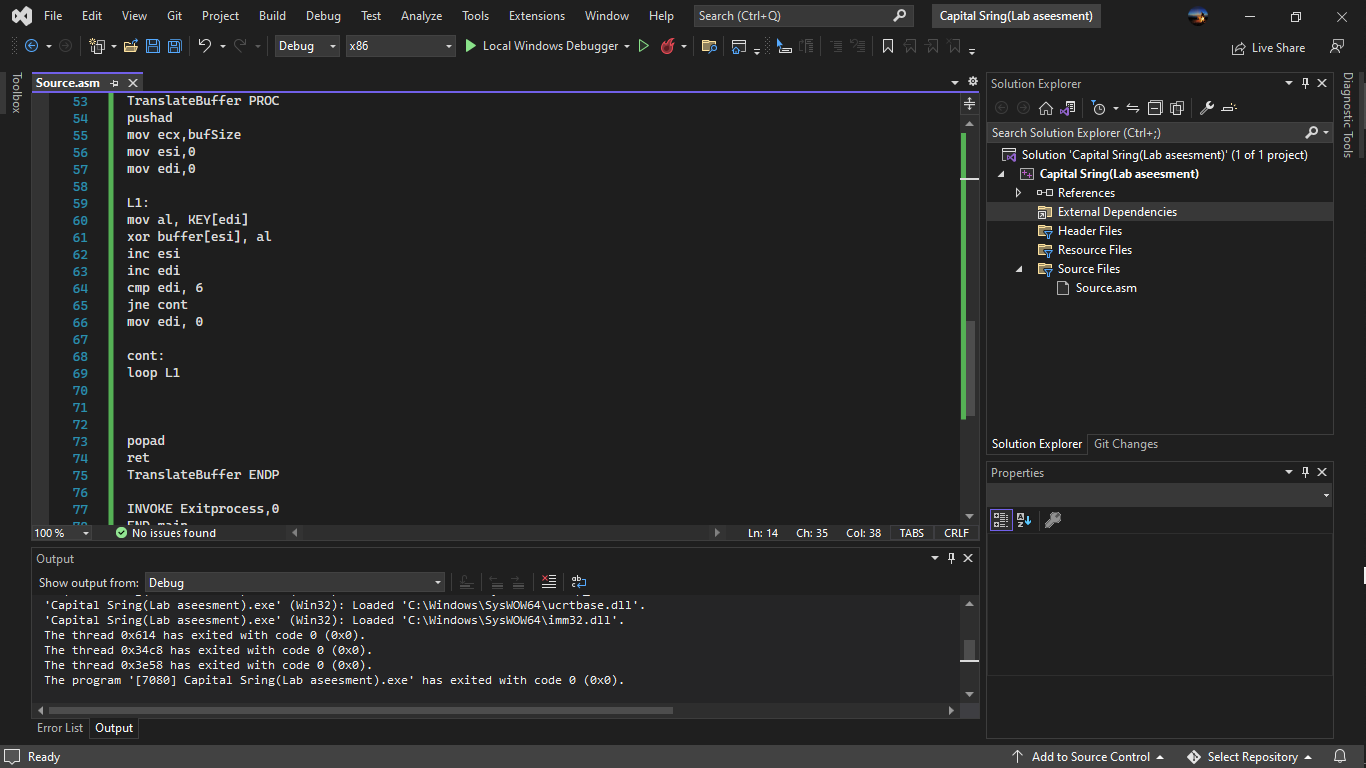 File Edit View Git Project Build Debug Test Analyze Tools Extensions Window Help Search (Ctrl+Q) Capital Sring(Lab aseesment)
Debug x86 Local Windows Debugger Live Share
Toolbox
Source.asm
53 TranslateBuffer PROC
54 pushad
55 mov ecx,bufSize
56 mov esi,0
57 mov edi,0
58
59 L1:
60 mov al, KEY[edi]
61 xor buffer[esi], al
62 inc esi
63 inc edi
64 cmp edi, 6
65 jne cont
66 mov edi, 0
67
68 cont:
69 loop L1
70
71
72
73 popad
74 ret
75 TranslateBuffer ENDP
76
77 INVOKE Exitprocess,0
78 END main
100 % No issues found Ln: 14 Ch: 35 Col: 38 TABS CRLF
Output
Show output from: Debug
'Capital Sring(Lab aseesment).exe' (Win32): Loaded 'C:\Windows\SysWOW64\ucrtbase.dll'.
'Capital Sring(Lab aseesment).exe' (Win32): Loaded 'C:\Windows\SysWOW64\imm32.dll'.
The thread 0x614 has exited with code 0 (0x0).
The thread 0x34c8 has exited with code 0 (0x0).
The thread 0x3e58 has exited with code 0 (0x0).
The program '[7080] Capital Sring(Lab aseesment).exe' has exited with code 0 (0x0).
Error List Output
Solution Explorer
Search Solution Explorer (Ctrl+;)
Solution 'Capital Sring(Lab aseesment)' (1 of 1 project)
Capital Sring(Lab aseesment)
References
External Dependencies
Header Files
Resource Files
Source Files
Source.asm
Solution Explorer Git Changes
Properties
Diagnostic Tools
Ready Add to Source Control Select Repository